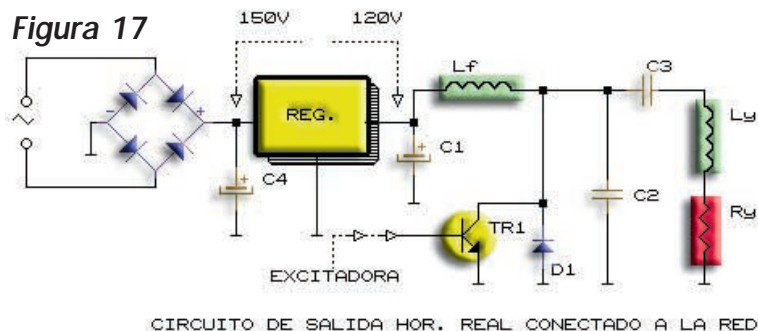 Figura 17
150V
120V
Lf
C3
REG.
Ly
C1
C4
C2
Ry
TR1
D1
EXCITADORA
CIRCUITO DE SALIDA HOR. REAL CONECTADO A LA RED